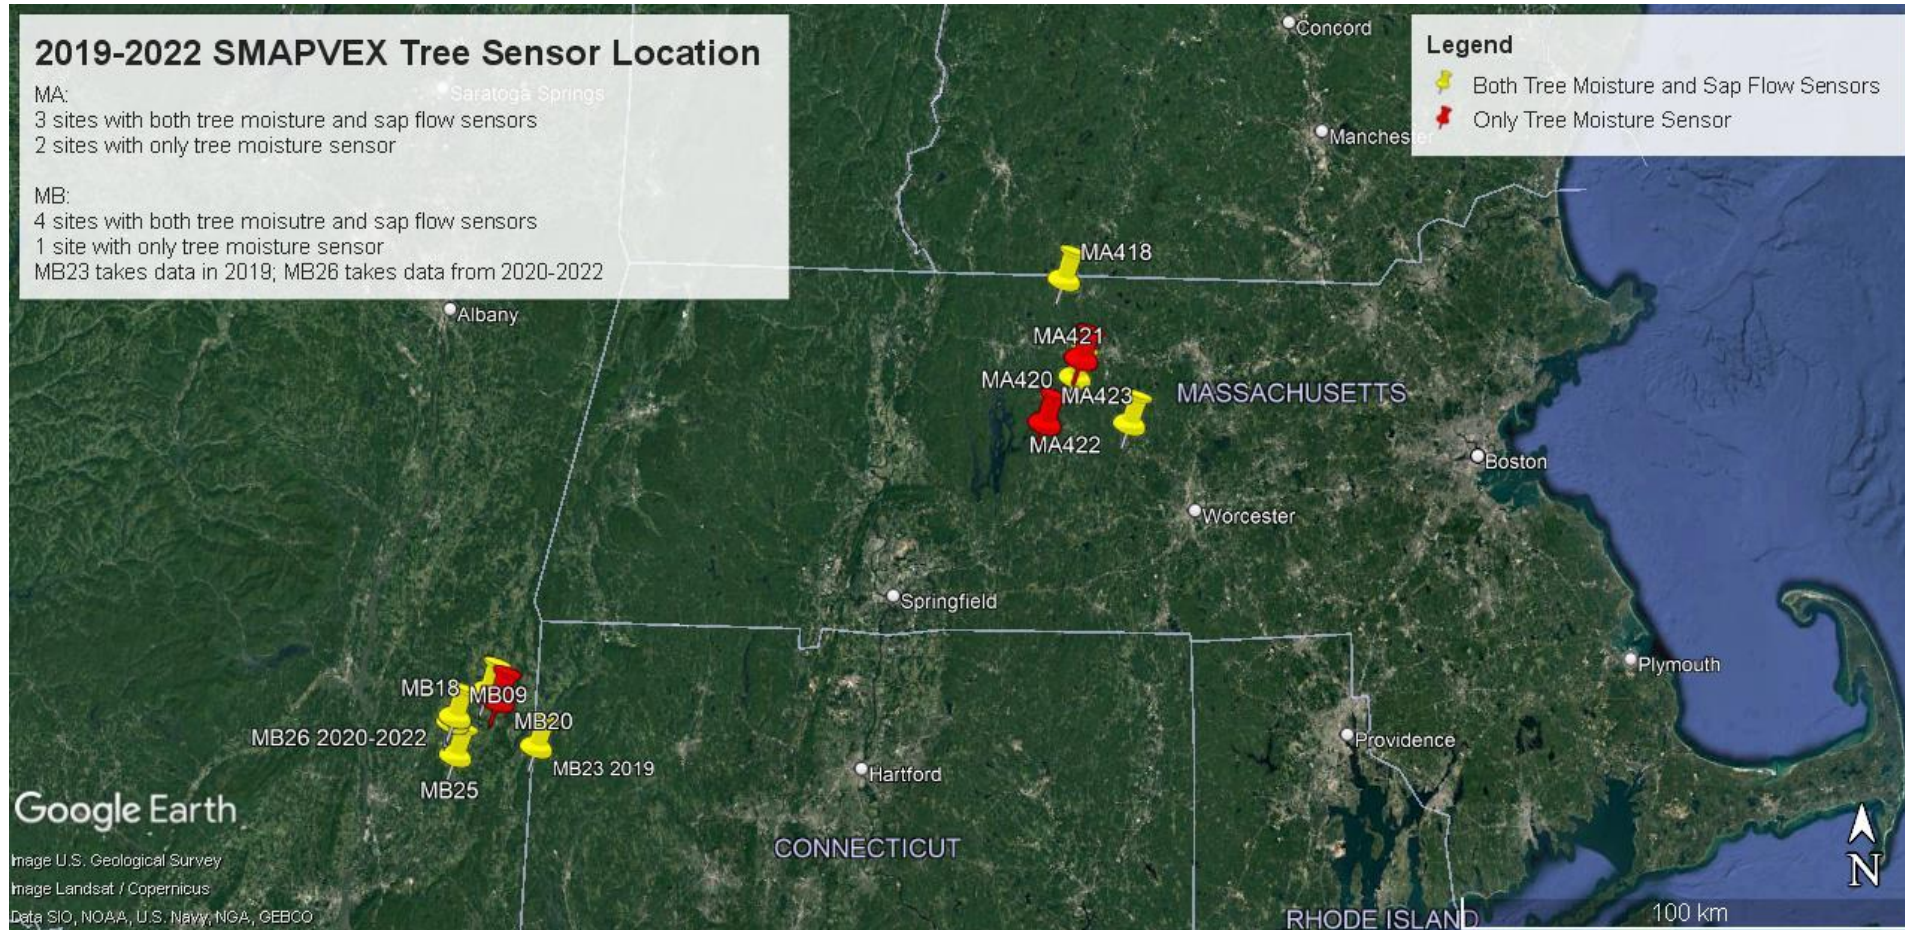 2019-2022 SMAPVEX Tree Sensor Location
MA:
Saratoga Springs
3 sites with both tree moisture and sap flow sensors
2 sites with only tree moisture sensor
MB:
4 sites with both tree moisutre and sap flow sensors
1 site with only tree moisture sensor
MB23 takes data in 2019; MB26 takes data from 2020-2022
Legend
Both Tree Moisture and Sap Flow Sensors
Only Tree Moisture Sensor
Concord
Manchester
MA418
Albany
MA421
MA420
MA423
MASSACHUSETTS
MA422
Boston
Worcester
Springfield
Plymouth
MB18
MB09
MB20
MB26 2020-2022
MB23 2019
MB25
Providence
Hartford
Google Earth
CONNECTICUT
Image U.S. Geological Survey
Image Landsat / Copernicus
Data SIO, NOAA, U.S. Navy, NGA, GEBCO
N
100 km
RHODE ISLAND